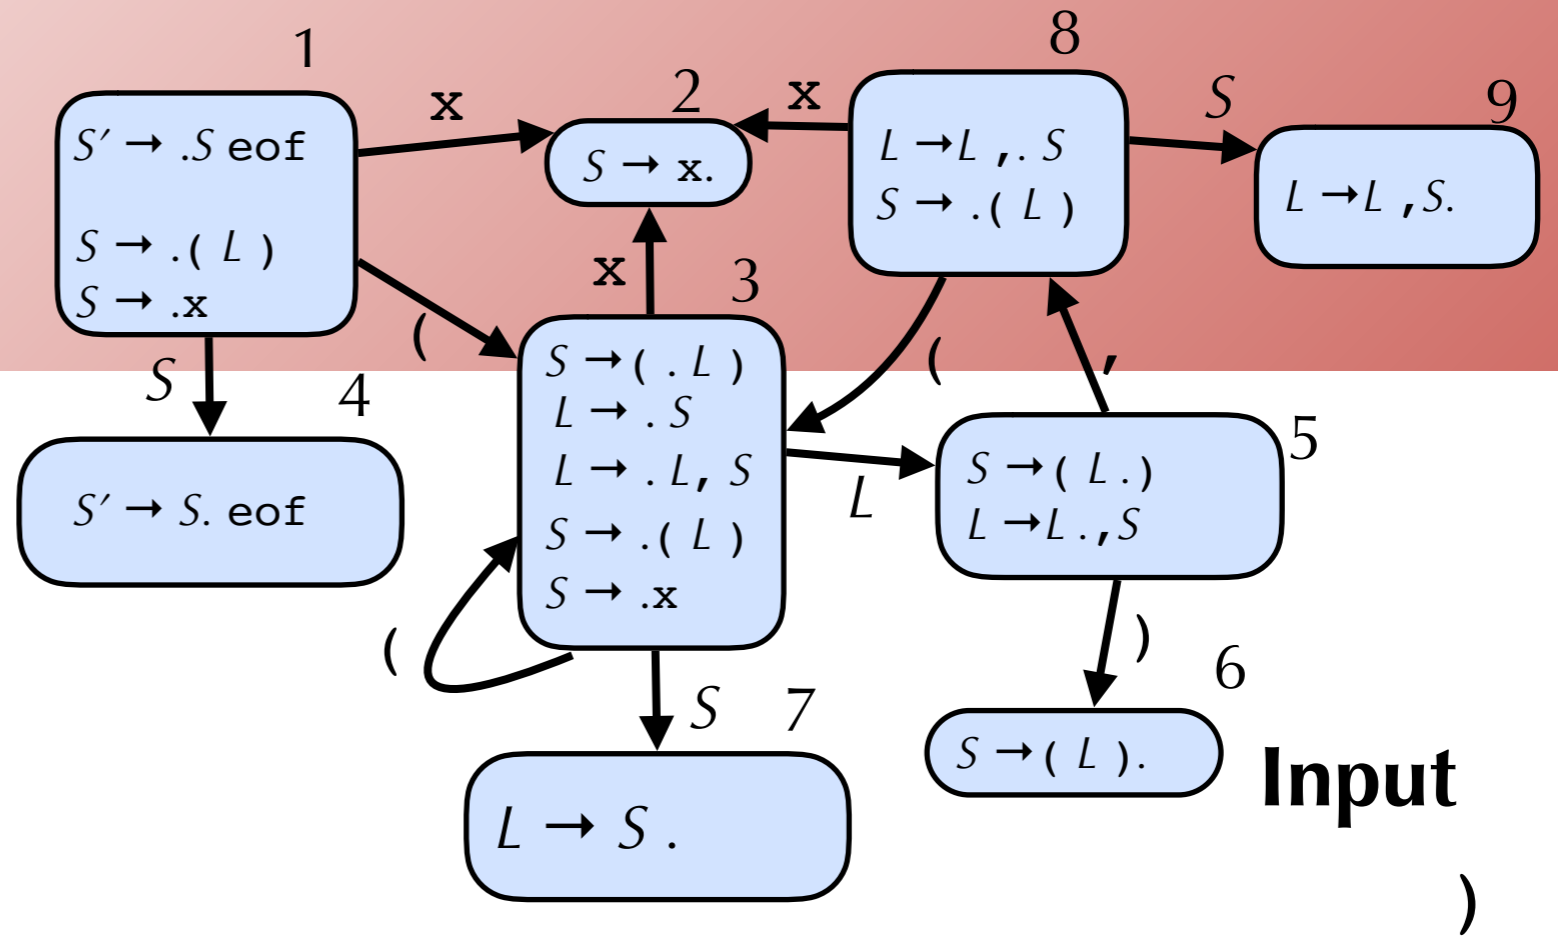 1
S′ → .S eof
S → .( L )
S → .x
x
2
S → x.
x
8
L →L ,. S
S → .( L )
S
9
L →L ,S.
S
(
x
3
S →( . L )
L → . S
L → . L, S
S → .( L )
S → .x
(
,
4
S′ → S. eof
L
5
S →( L .)
L →L .,S
(
S
7
L → S .
)
6
S →( L ).
Input
)